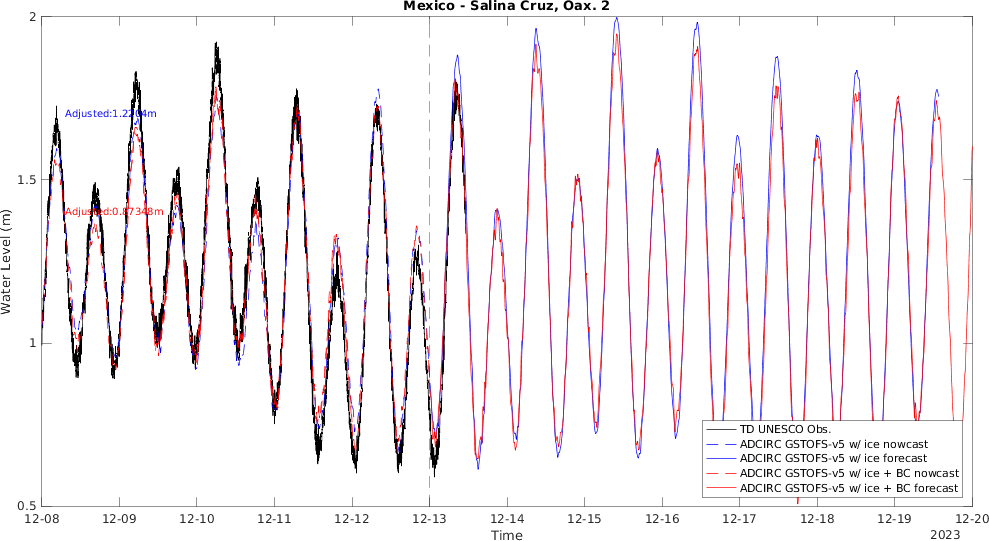 Mexico - Salina Cruz, Oax. 2
Water Level (m)
2
1.5
1
0.5
Adjusted:1.2204m
Adjusted:0.87348m
TD UNESCO Obs.
ADCIRC GSTOFS-v5 w/ ice nowcast
ADCIRC GSTOFS-v5 w/ ice forecast
ADCIRC GSTOFS-v5 w/ ice + BC nowcast
ADCIRC GSTOFS-v5 w/ ice + BC forecast
12-08 12-09 12-10 12-11 12-12 12-13 12-14 12-15 12-16 12-17 12-18 12-19 12-20
Time
2023